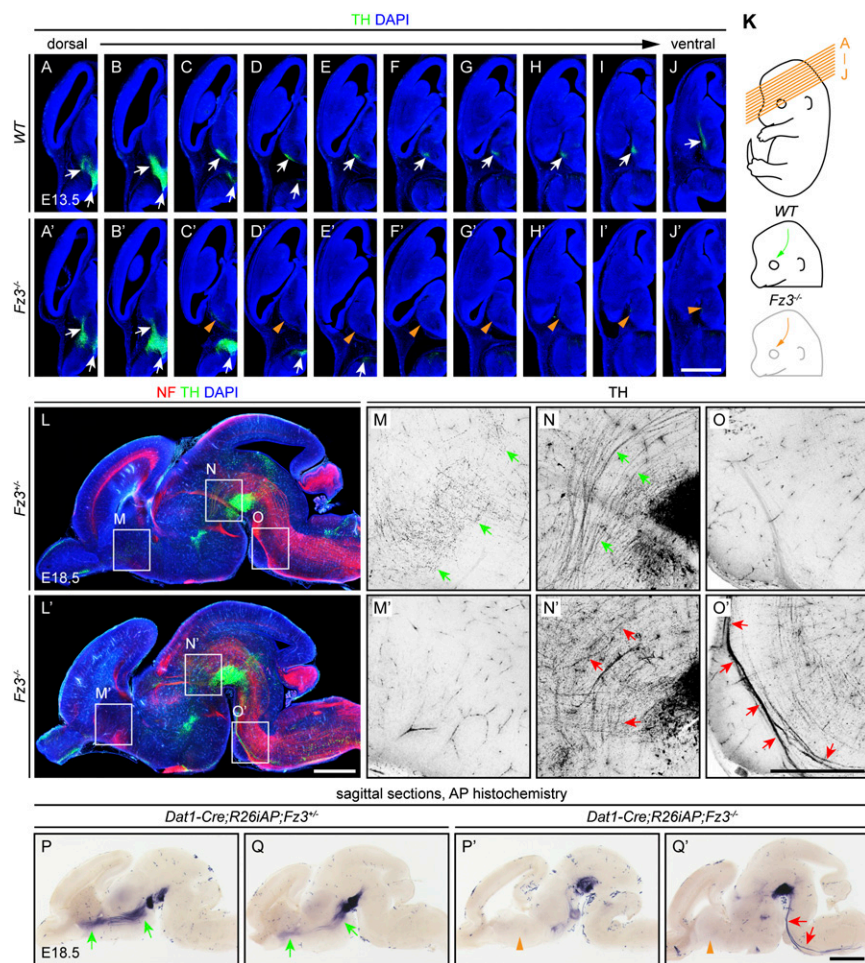 TH DAPI
dorsal ventral
K
A B C D E F G H I J
A
I
J
WT
E13.5
WT
A' B' C' D' E' F' G' H' I' J'
Fz3-/-
Fz3-/-
NF TH DAPI
TH
L N M O
M
N
O
Fz3+/-
E18.5
L' N' M' O'
M'
N'
O'
Fz3-/-
sagittal sections, AP histochemistry
Dat1-Cre;R26iAP;Fz3+/-
Dat1-Cre;R26iAP;Fz3-/-
P
Q
P'
Q'
E18.5